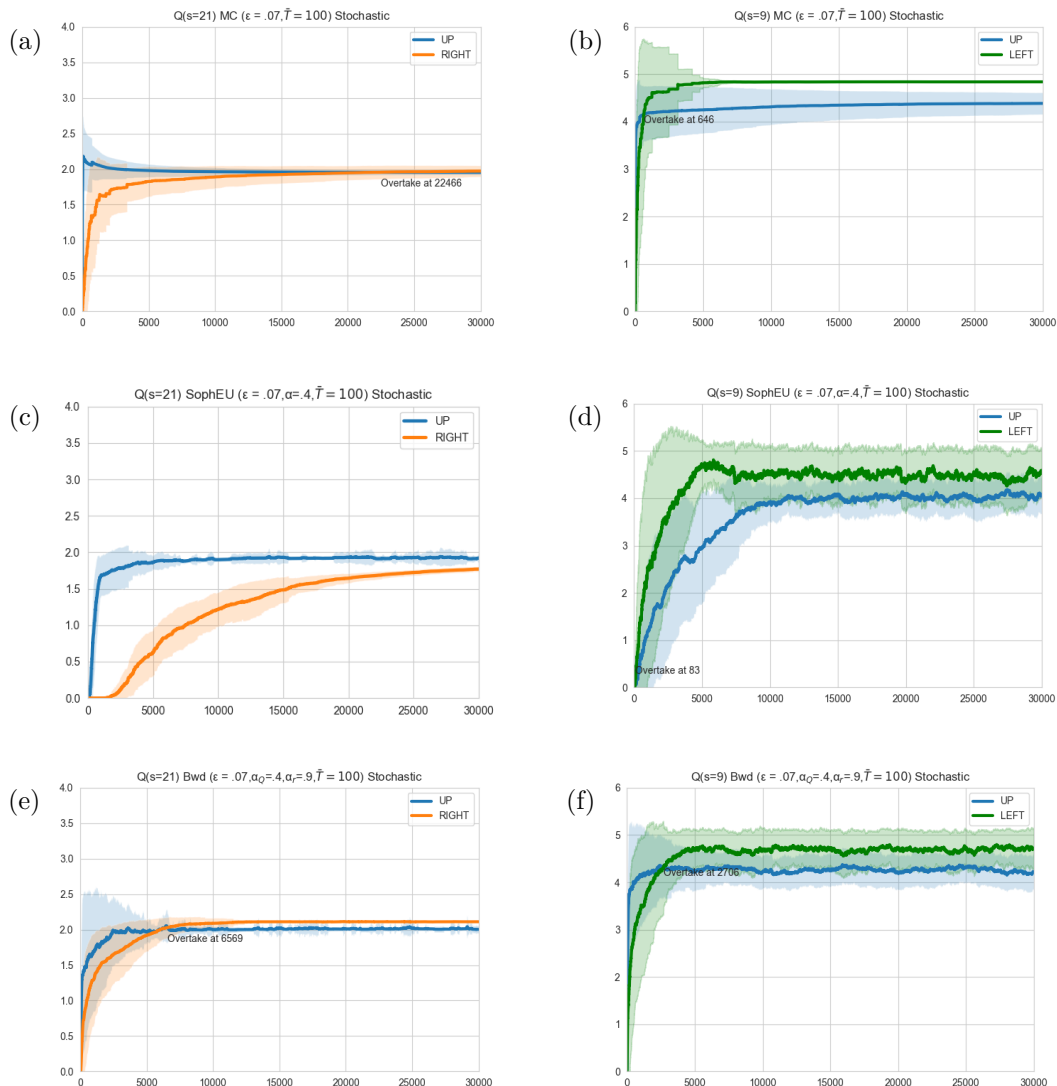 (a)
Q(s=21) MC (ε = .07,T̄ = 100) Stochastic
4.0
3.5
3.0
2.5
2.0
1.5
1.0
0.5
0.0
UP
RIGHT
Overtake at 22466
0 5000 10000 15000 20000 25000 30000
(b)
Q(s=9) MC (ε = .07,T̄ = 100) Stochastic
6
5
4
3
2
1
0
UP
LEFT
Overtake at 646
0 5000 10000 15000 20000 25000 30000
(c)
Q(s=21) SophEU (ε = .07,α=.4,T̄ = 100) Stochastic
4.0
3.5
3.0
2.5
2.0
1.5
1.0
0.5
0.0
UP
RIGHT
0 5000 10000 15000 20000 25000 30000
(d)
Q(s=9) SophEU (ε = .07,α=.4,T̄ = 100) Stochastic
6
5
4
3
2
1
0
UP
LEFT
Overtake at 83
0 5000 10000 15000 20000 25000 30000
(e)
Q(s=21) Bwd (ε = .07,α_Q=.4,α_r=.9,T̄ = 100) Stochastic
4.0
3.5
3.0
2.5
2.0
1.5
1.0
0.5
0.0
UP
RIGHT
Overtake at 6569
0 5000 10000 15000 20000 25000 30000
(f)
Q(s=9) Bwd (ε = .07,α_Q=.4,α_r=.9,T̄ = 100) Stochastic
6
5
4
3
2
1
0
UP
LEFT
Overtake at 2706
0 5000 10000 15000 20000 25000 30000